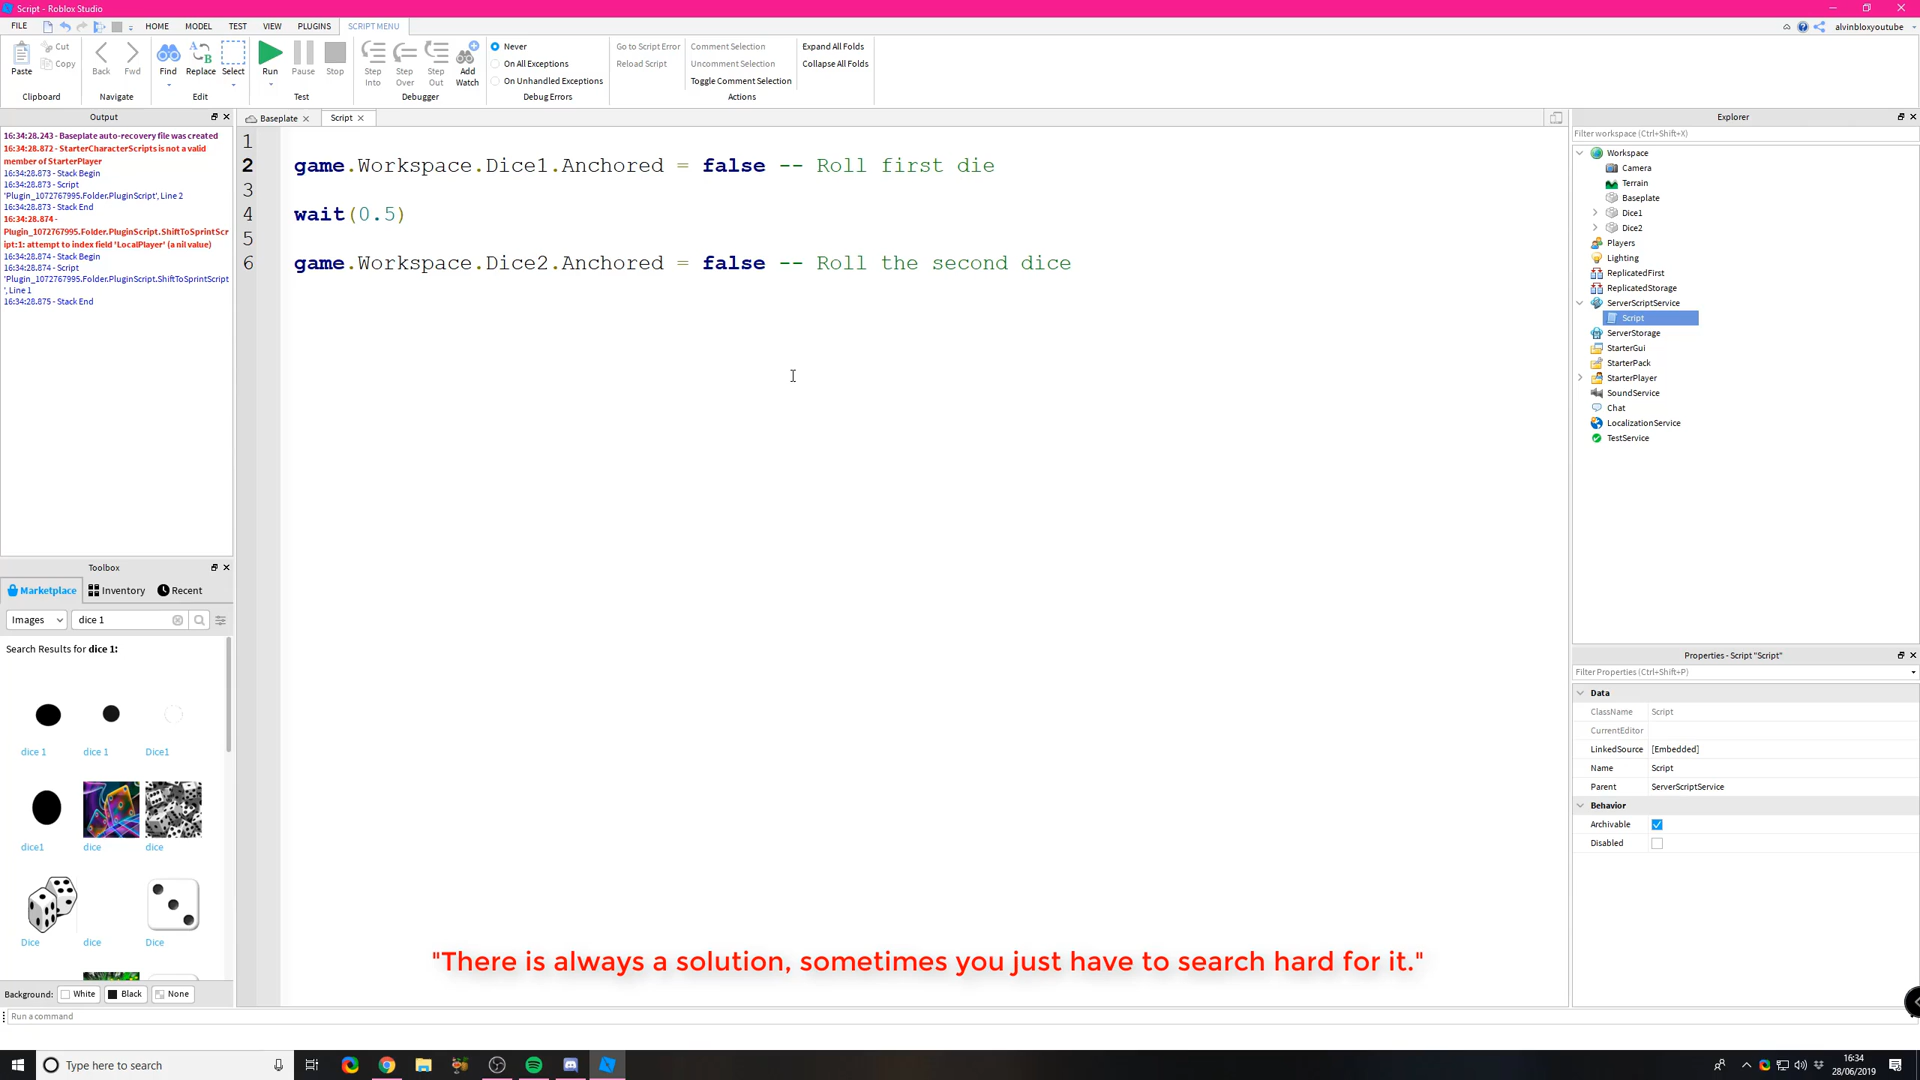 Script - Roblox Studio
FILE HOME MODEL TEST VIEW PLUGINS SCRIPT MENU alvinbloxyoutube
Paste Cut Copy Clipboard
Back Fwd Navigate
Find Replace Select Edit
Run Pause Stop Test
Step Into Step Over Step Out Add Watch Debugger
Never
On All Exceptions
On Unhandled Exceptions
Debug Errors
Go to Script Error
Reload Script
Comment Selection
Uncomment Selection
Toggle Comment Selection
Expand All Folds
Collapse All Folds
Actions
Output
16:34:28.243 - Baseplate auto-recovery file was created
16:34:28.872 - StarterCharacterScripts is not a valid
member of StarterPlayer
16:34:28.873 - Stack Begin
16:34:28.873 - Script
'Plugin_1072767995.Folder.PluginScript', Line 2
16:34:28.873 - Stack End
16:34:28.874 -
Plugin_1072767995.Folder.PluginScript.ShiftToSprintScr
ipt:1: attempt to index field 'LocalPlayer' (a nil value)
16:34:28.874 - Stack Begin
16:34:28.874 - Script
'Plugin_1072767995.Folder.PluginScript.ShiftToSprintScript'
', Line 1
16:34:28.875 - Stack End
Toolbox
Marketplace Inventory Recent
Images dice 1
Search Results for dice 1:
dice 1 dice 1 Dice1
dice1 dice dice
Dice dice Dice
Background: White Black None
Run a command
Baseplate Script
1
2 game.Workspace.Dice1.Anchored = false -- Roll first die
3
4 wait(0.5)
5
6 game.Workspace.Dice2.Anchored = false -- Roll the second dice
"There is always a solution, sometimes you just have to search hard for it."
Explorer
Filter workspace (Ctrl+Shift+X)
Workspace
Camera
Terrain
Baseplate
Dice1
Dice2
Players
Lighting
ReplicatedFirst
ReplicatedStorage
ServerScriptService
Script
ServerStorage
StarterGui
StarterPack
StarterPlayer
SoundService
Chat
LocalizationService
TestService
Properties - Script "Script"
Filter Properties (Ctrl+Shift+P)
Data
ClassName Script
CurrentEditor
LinkedSource [Embedded]
Name Script
Parent ServerScriptService
Behavior
Archivable
Disabled
Type here to search
16:34
28/06/2019